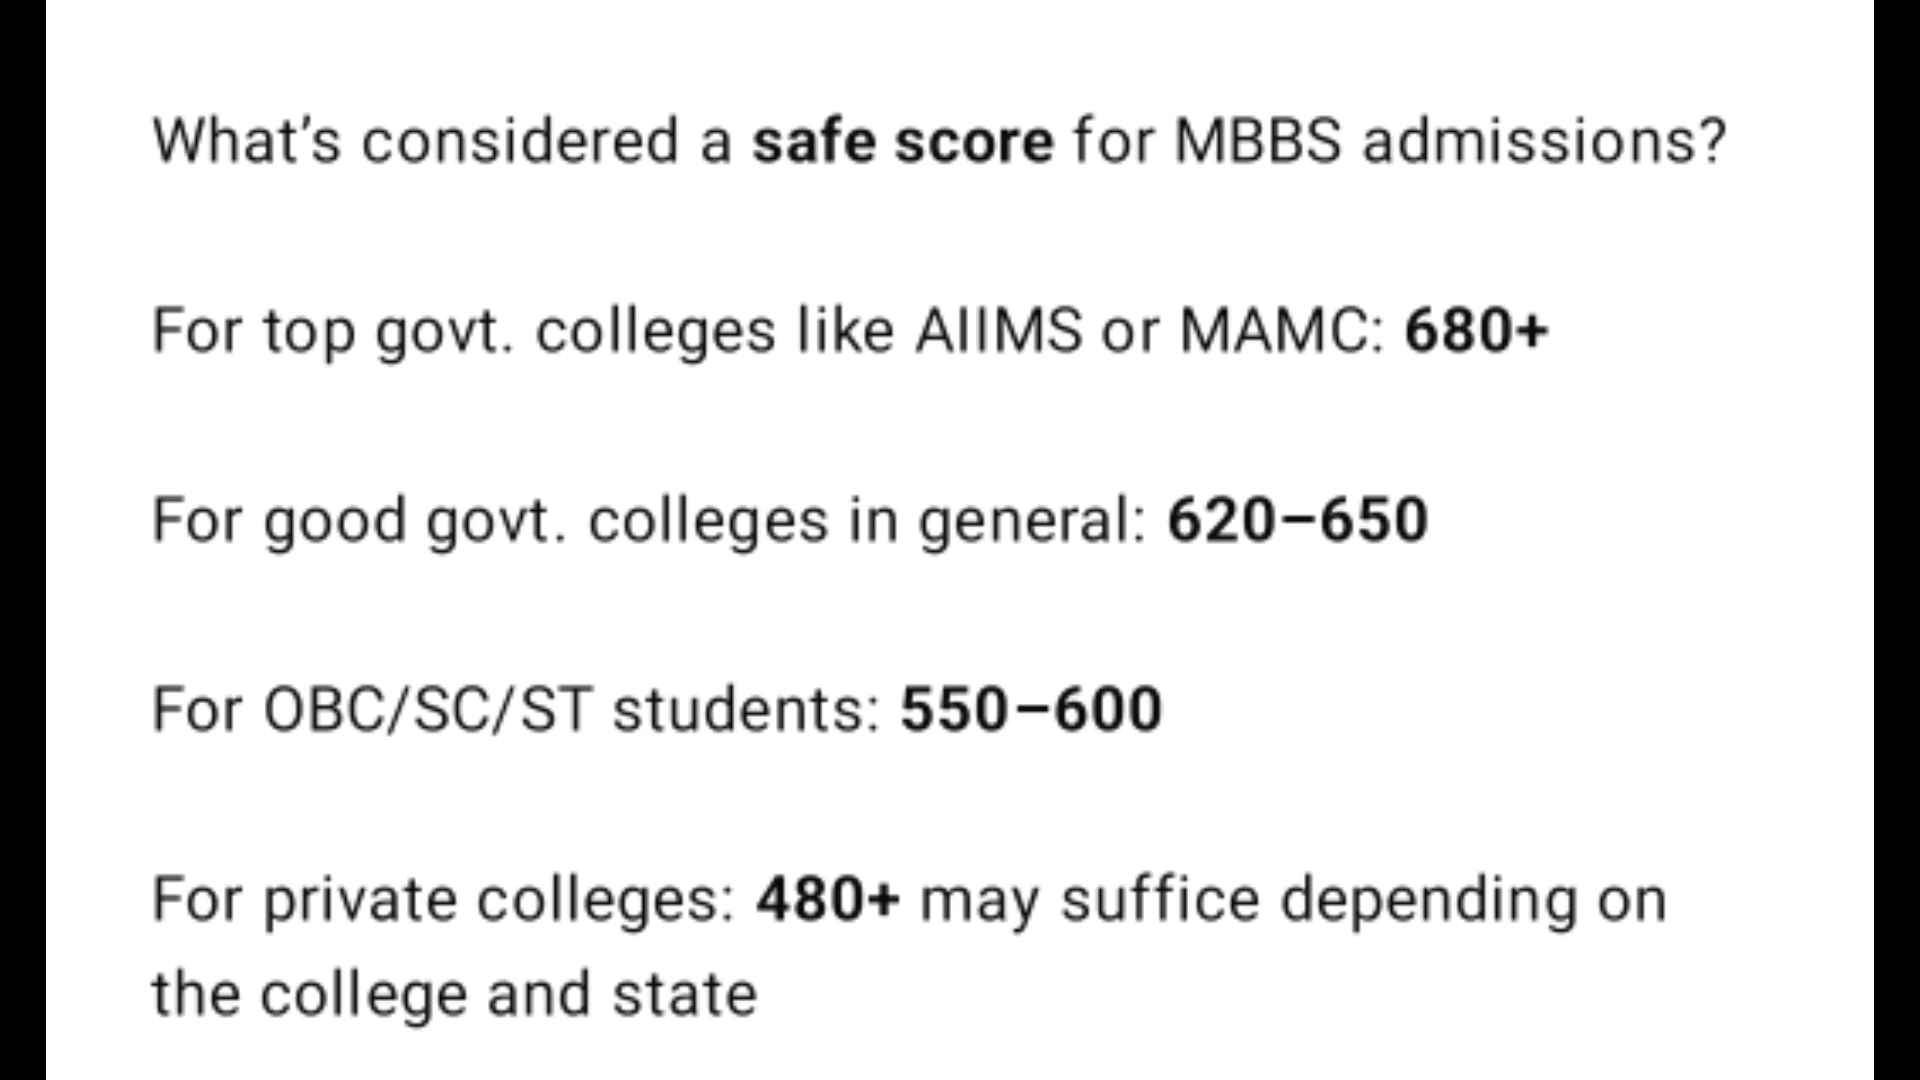 What’s considered a safe score for MBBS admissions?
For top govt. colleges like AIIMS or MAMC: 680+
For good govt. colleges in general: 620–650
For OBC/SC/ST students: 550–600
For private colleges: 480+ may suffice depending on
the college and state